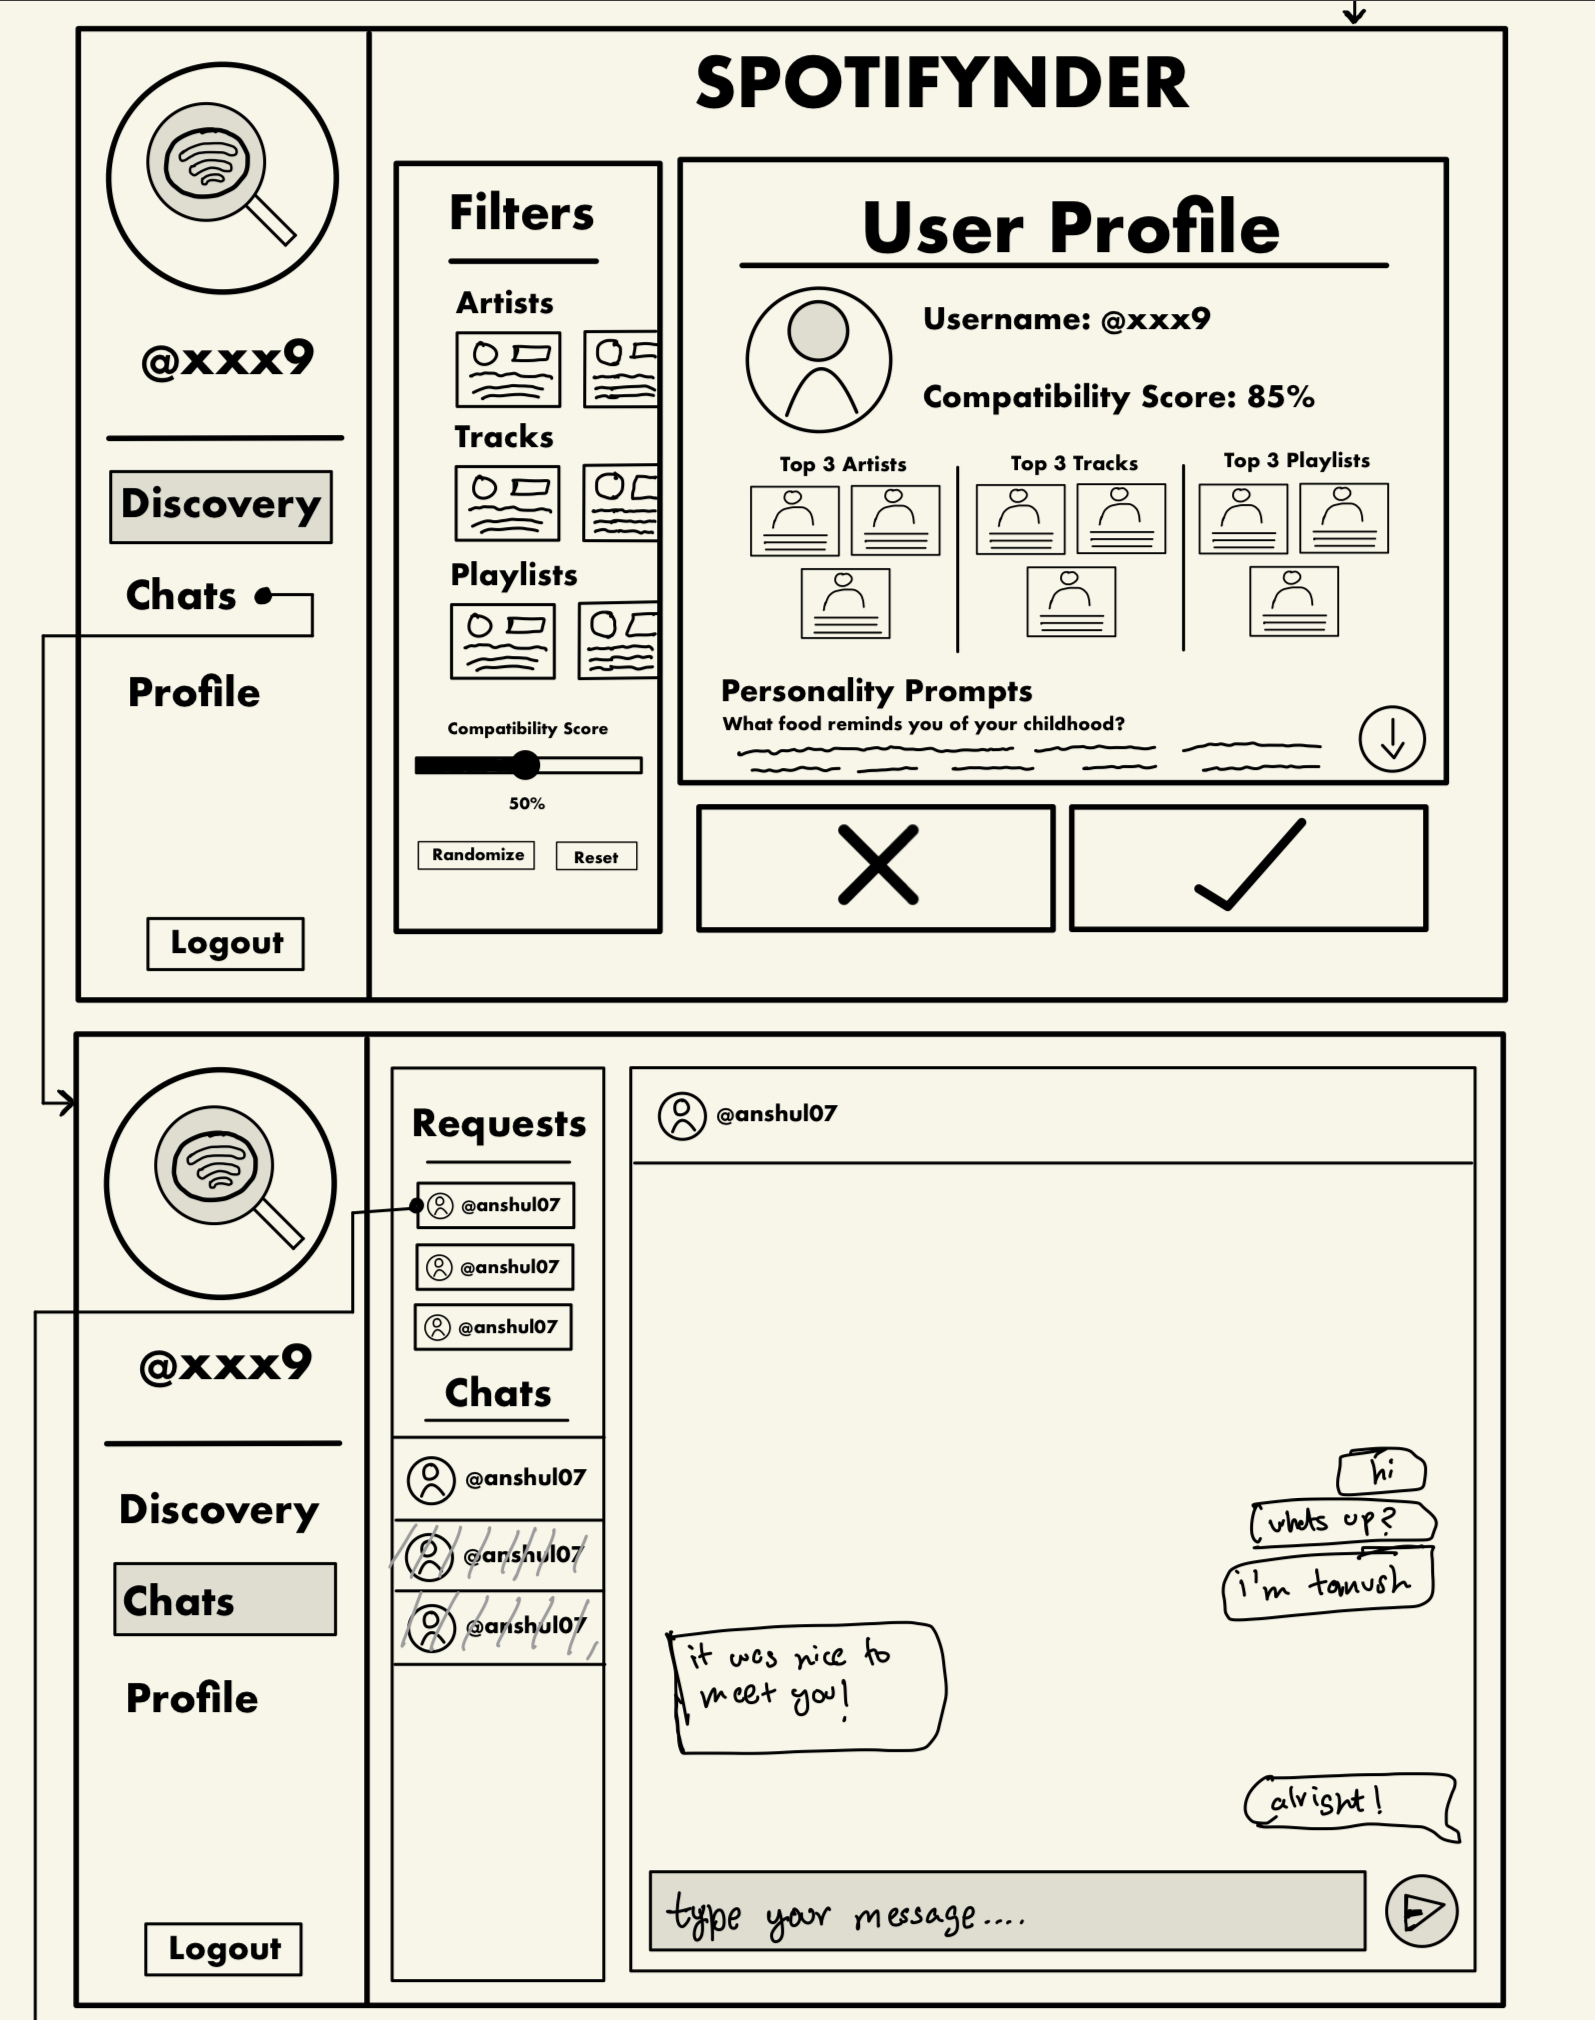 SPOTIFYNDER
@xxx9
Discovery
Chats
Profile
Logout
Filters
Artists
Tracks
Playlists
Compatibility Score
50%
Randomize
Reset
User Profile
Username: @xxx9
Compatibility Score: 85%
Top 3 Artists
Top 3 Tracks
Top 3 Playlists
Personality Prompts
What food reminds you of your childhood?
@xxx9
Discovery
Chats
Profile
Logout
Requests
@anshul07
@anshul07
@anshul07
Chats
@anshul07
@anshul07
@anshul07
@anshul07
hi
whats up?
i'm tanush
it was nice to
meet you!
alright!
type your message....